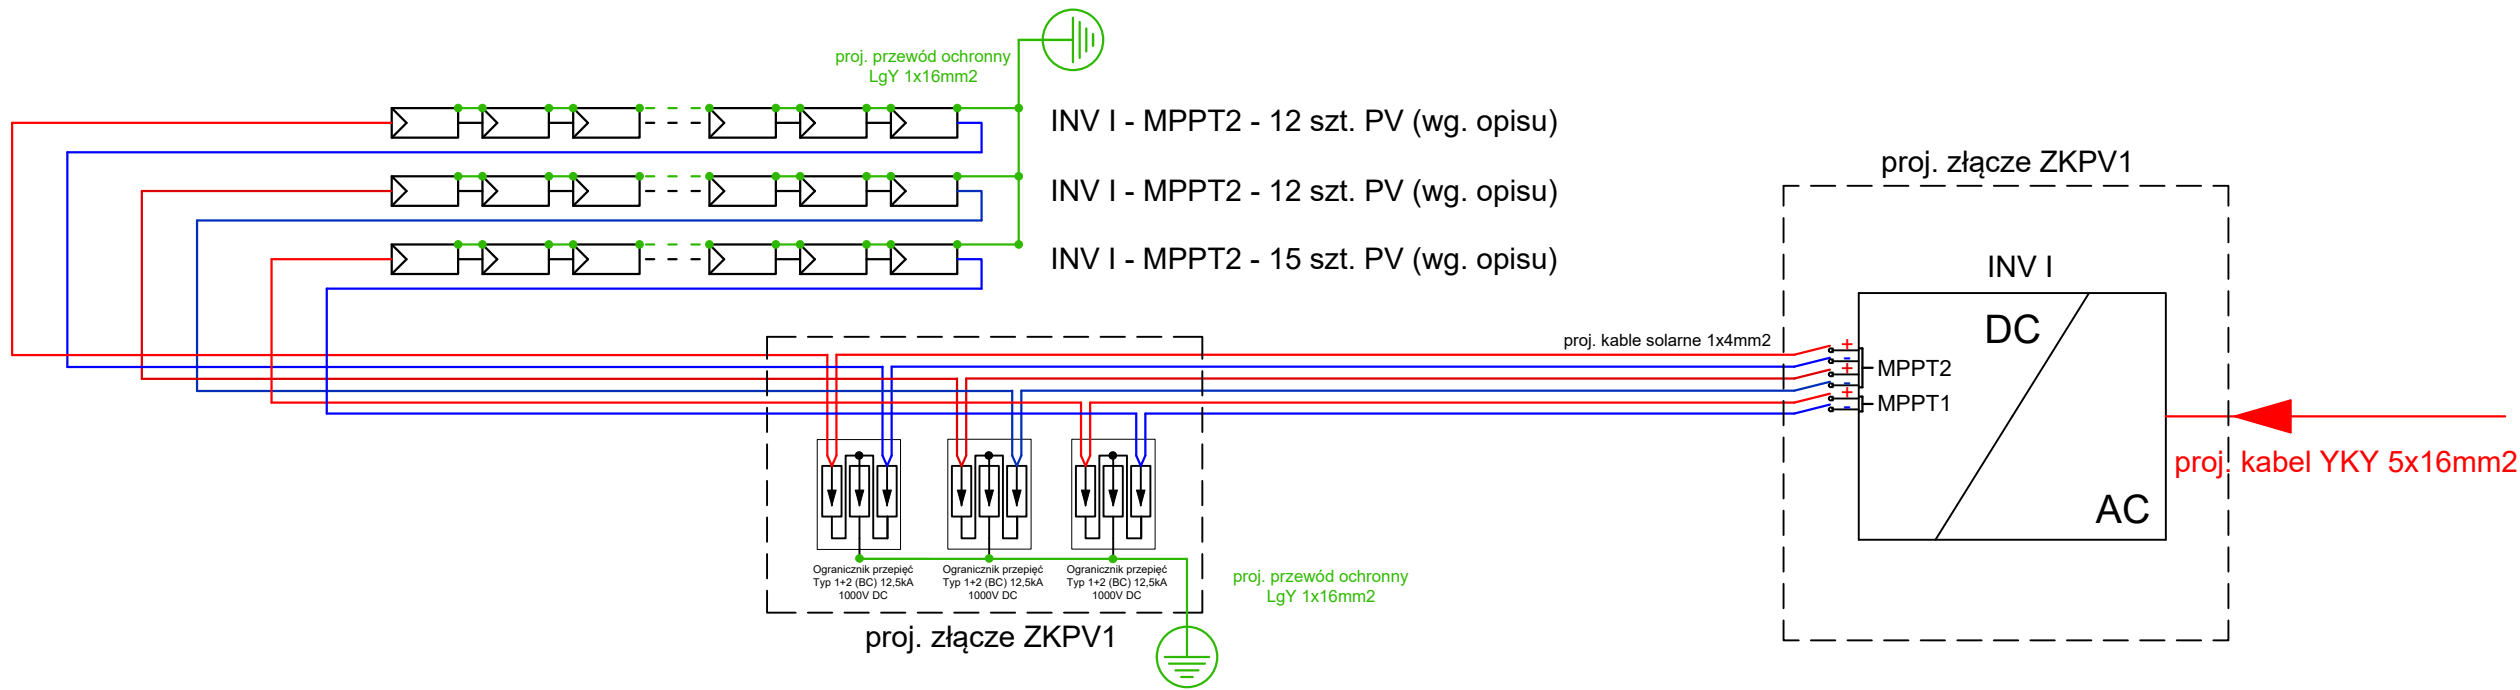 proj. przewód ochronny
LgY 1x16mm2
INV I - MPPT2 - 12 szt. PV (wg. opisu)
INV I - MPPT2 - 12 szt. PV (wg. opisu)
INV I - MPPT2 - 15 szt. PV (wg. opisu)
proj. złącze ZKPV1
INV I
DC
AC
proj. kable solarne 1x4mm2
+
-
+
-
+
-
MPPT2
MPPT1
proj. kabel YKY 5x16mm2
Ogranicznik przepięć
Typ 1+2 (BC) 12,5kA
1000V DC
Ogranicznik przepięć
Typ 1+2 (BC) 12,5kA
1000V DC
Ogranicznik przepięć
Typ 1+2 (BC) 12,5kA
1000V DC
proj. przewód ochronny
LgY 1x16mm2
proj. złącze ZKPV1